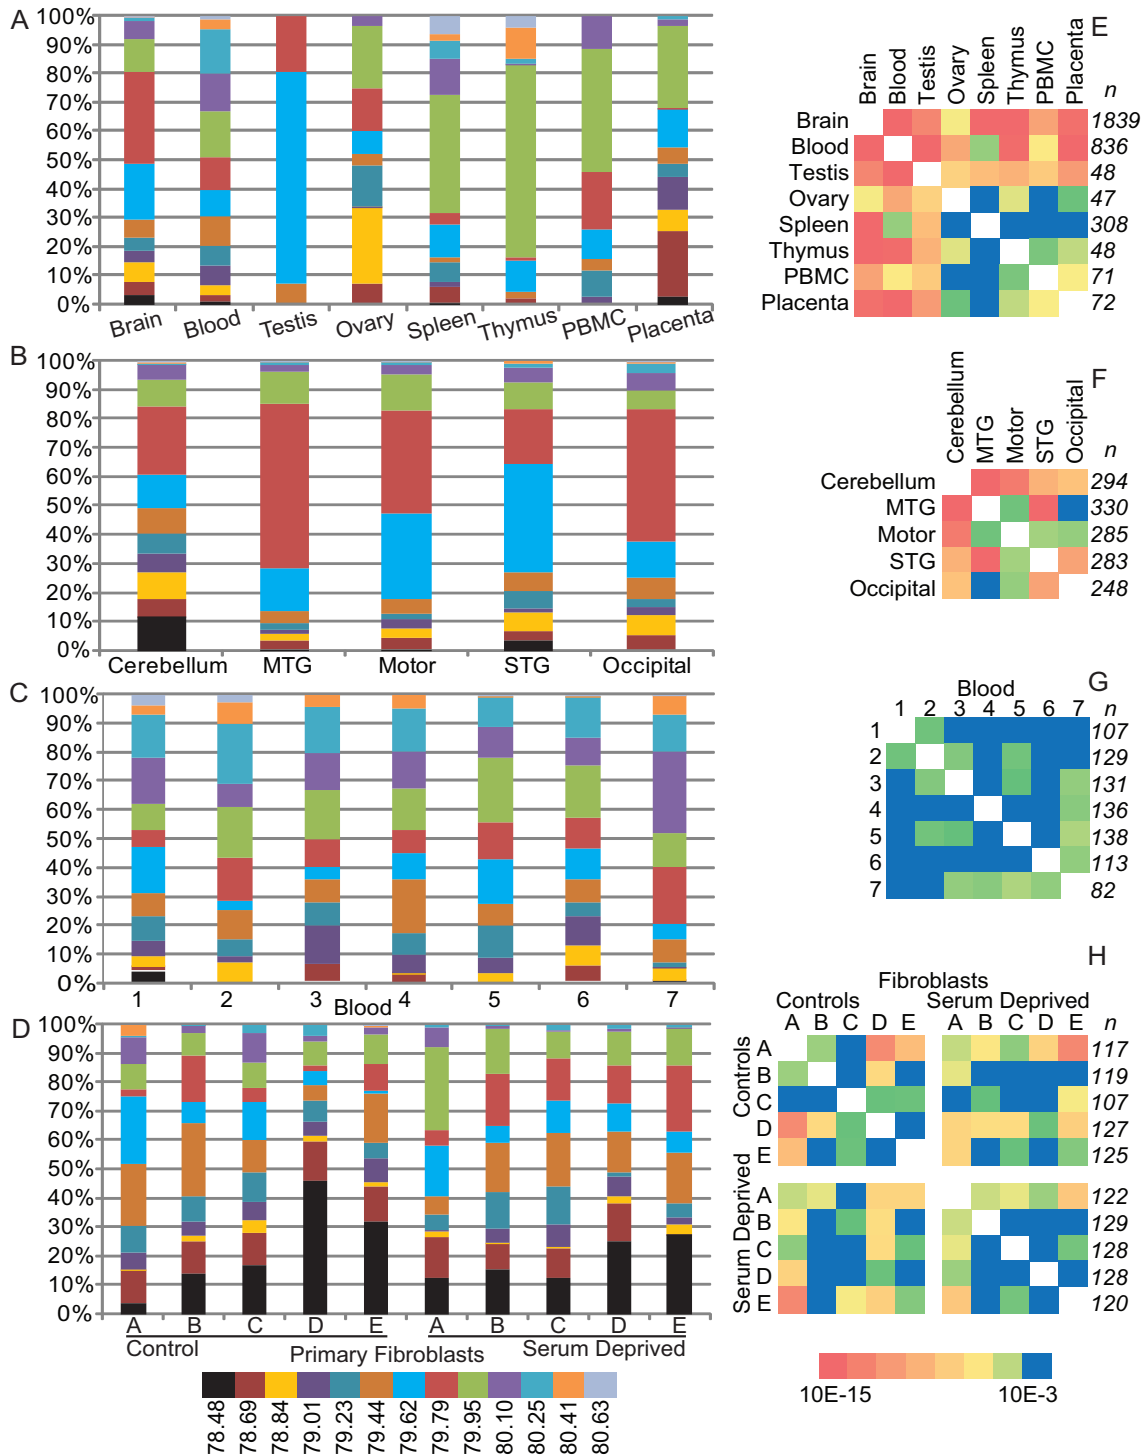 A
100%
90%
80%
70%
60%
50%
40%
30%
20%
10%
0%
Brain Blood Testis Ovary Spleen Thymus PBMC Placenta
B
100%
90%
80%
70%
60%
50%
40%
30%
20%
10%
0%
Cerebellum MTG Motor STG Occipital
C
100%
90%
80%
70%
60%
50%
40%
30%
20%
10%
0%
1 2 3 4 5 6 7
Blood
D
100%
90%
80%
70%
60%
50%
40%
30%
20%
10%
0%
A B C D E A B C D E
Control Primary Fibroblasts Serum Deprived
78.48 78.69 78.84 79.01 79.23 79.44 79.62 79.79 79.95 80.10 80.25 80.41 80.63
E
Brain Blood Testis Ovary Spleen Thymus PBMC Placenta n
Brain 1839
Blood 836
Testis 48
Ovary 47
Spleen 308
Thymus 48
PBMC 71
Placenta 72
F
Cerebellum MTG Motor STG Occipital n
Cerebellum 294
MTG 330
Motor 285
STG 283
Occipital 248
G
Blood
1 2 3 4 5 6 7 n
1 107
2 129
3 131
4 136
5 138
6 113
7 82
H
Fibroblasts
Controls Serum Deprived
A B C D E A B C D E n
Controls
A 117
B 119
C 107
D 127
E 125
Serum Deprived
A 122
B 129
C 128
D 128
E 120
10E-15 10E-3